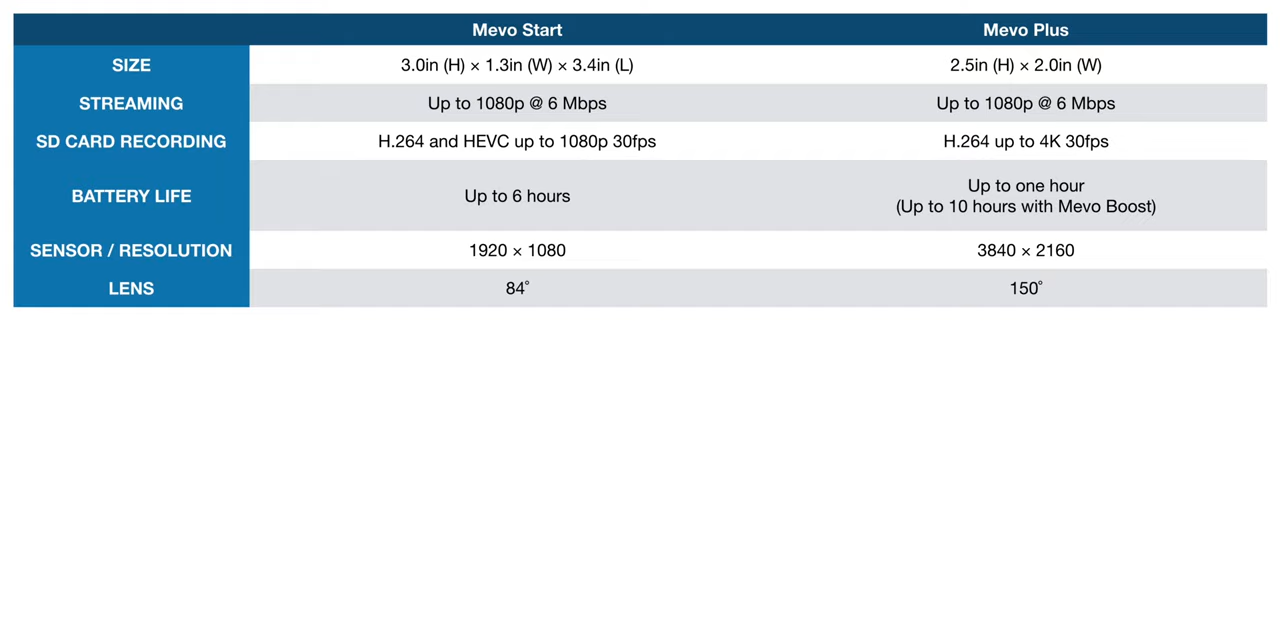 Mevo Start Mevo Plus
SIZE 3.0in (H) × 1.3in (W) × 3.4in (L) 2.5in (H) × 2.0in (W)
STREAMING Up to 1080p @ 6 Mbps Up to 1080p @ 6 Mbps
SD CARD RECORDING H.264 and HEVC up to 1080p 30fps H.264 up to 4K 30fps
BATTERY LIFE Up to 6 hours Up to one hour
(Up to 10 hours with Mevo Boost)
SENSOR / RESOLUTION 1920 × 1080 3840 × 2160
LENS 84° 150°